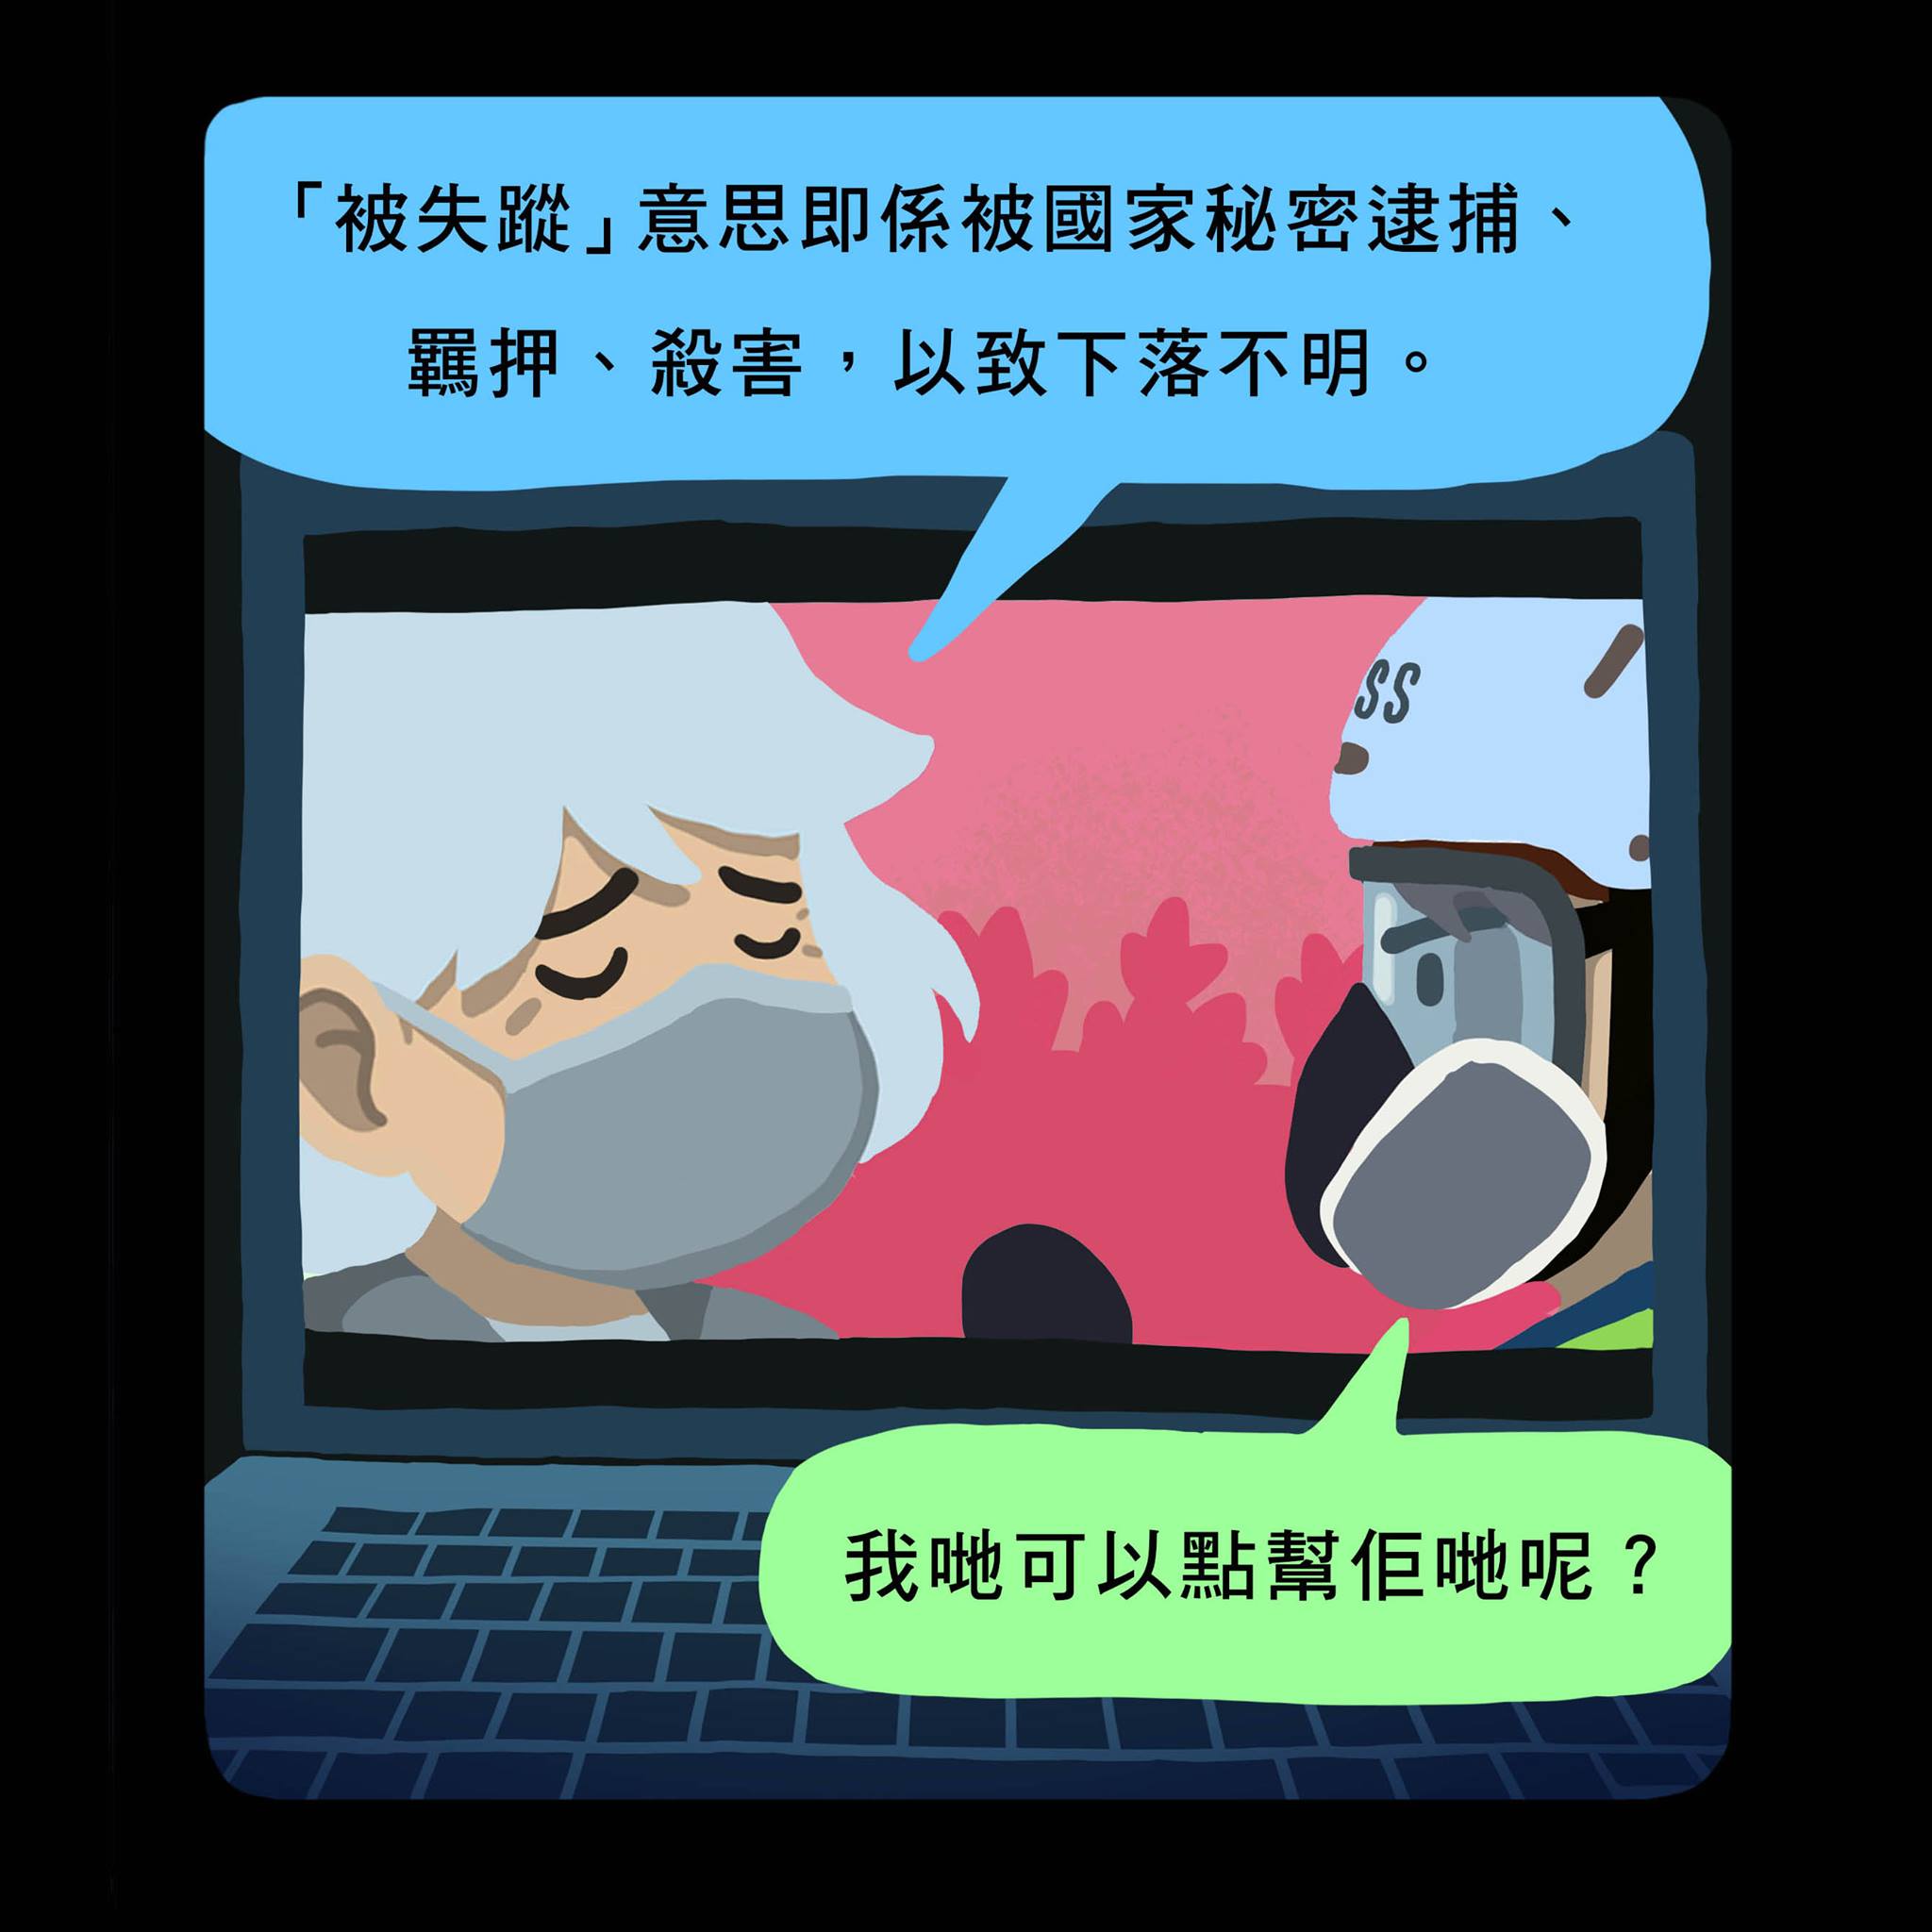 「被失蹤」意思即係被國家秘密逮捕、
羈押、殺害，以致下落不明。
SS
我哋可以點幫佢哋呢？